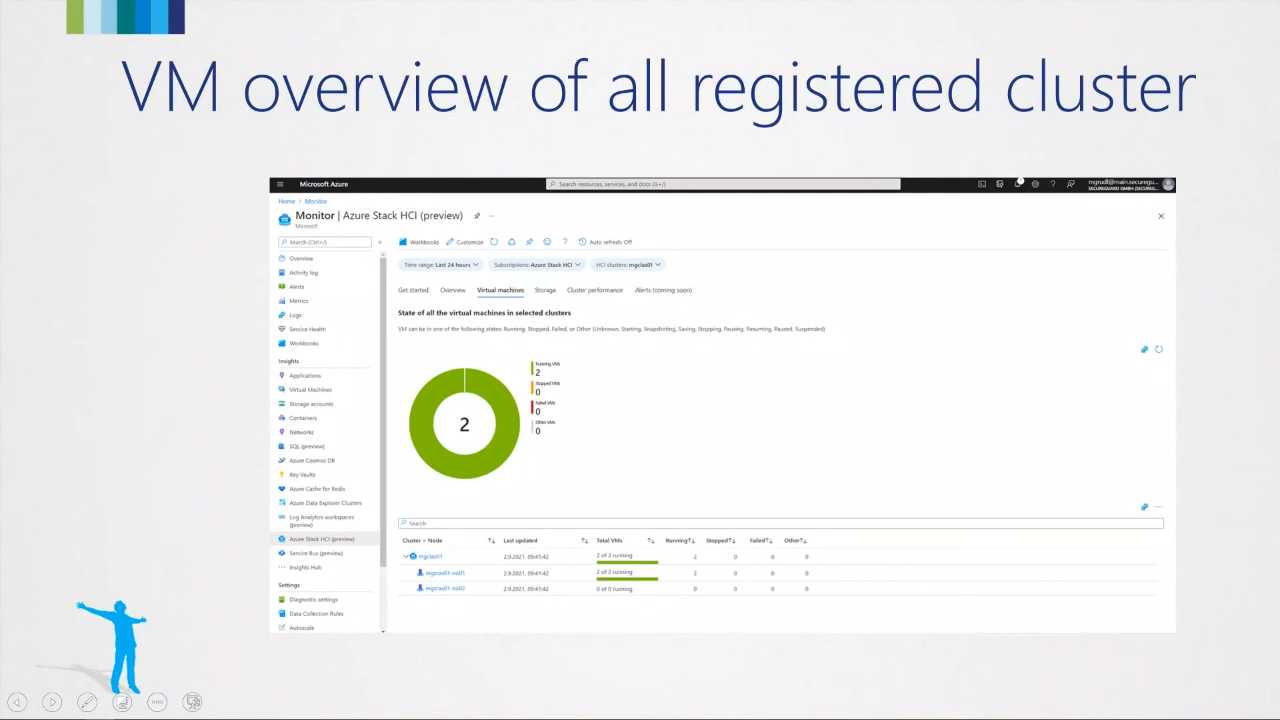 VM overview of all registered cluster
Microsoft Azure
Search resources, services, and docs (G+/)
mgrudl@main.securegu...
SECUREGUARD GMBH (SECUREG...
Home > Monitor
Monitor | Azure Stack HCI (preview) ...
Microsoft
Search (Ctrl+/)
«
Workbooks Customize ? Auto refresh: Off
Overview
Activity log
Alerts
Metrics
Logs
Service Health
Workbooks
Insights
Applications
Virtual Machines
Storage accounts
Containers
Networks
SQL (preview)
Azure Cosmos DB
Key Vaults
Azure Cache for Redis
Azure Data Explorer Clusters
Log Analytics workspaces
(preview)
Azure Stack HCI (preview)
Service Bus (preview)
Insights Hub
Settings
Diagnostic settings
Data Collection Rules
Autoscale
Time range: Last 24 hours Subscriptions: Azure Stack HCI HCI clusters: mgclas01
Get started Overview Virtual machines Storage Cluster performance Alerts (coming soon)
State of all the virtual machines in selected clusters
VM can be in one of the following states: Running, Stopped, Failed, or Other (Unknown, Starting, Snapshoting, Saving, Stopping, Pausing, Resuming, Paused, Suspended)
2
Running VMs
2
Stopped VMs
0
Failed VMs
0
Other VMs
0
Search
Cluster > Node Last updated Total VMs Running Stopped Failed Other
mgclas01 2.9.2021, 09:41:42 2 of 2 running 2 0 0 0
2.9.2021, 09:41:42 2 of 2 running 2 0 0 0
2.9.2021, 09:41:42 0 of 0 running 0 0 0 0